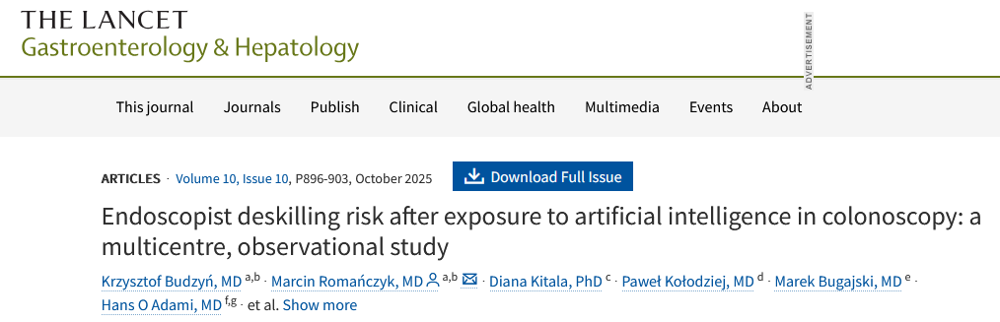 THE LANCET
Gastroenterology & Hepatology
ADVERTISEMENT
This journal Journals Publish Clinical Global health Multimedia Events About
ARTICLES · Volume 10, Issue 10, P896-903, October 2025 Download Full Issue
Endoscopist deskilling risk after exposure to artificial intelligence in colonoscopy: a
multicentre, observational study
Krzysztof Budzyń, MD a,b · Marcin Romańczyk, MD a,b · Diana Kitala, PhD c · Paweł Kołodziej, MD d · Marek Bugajski, MD e ·
Hans O Adami, MD f,g · et al. Show more